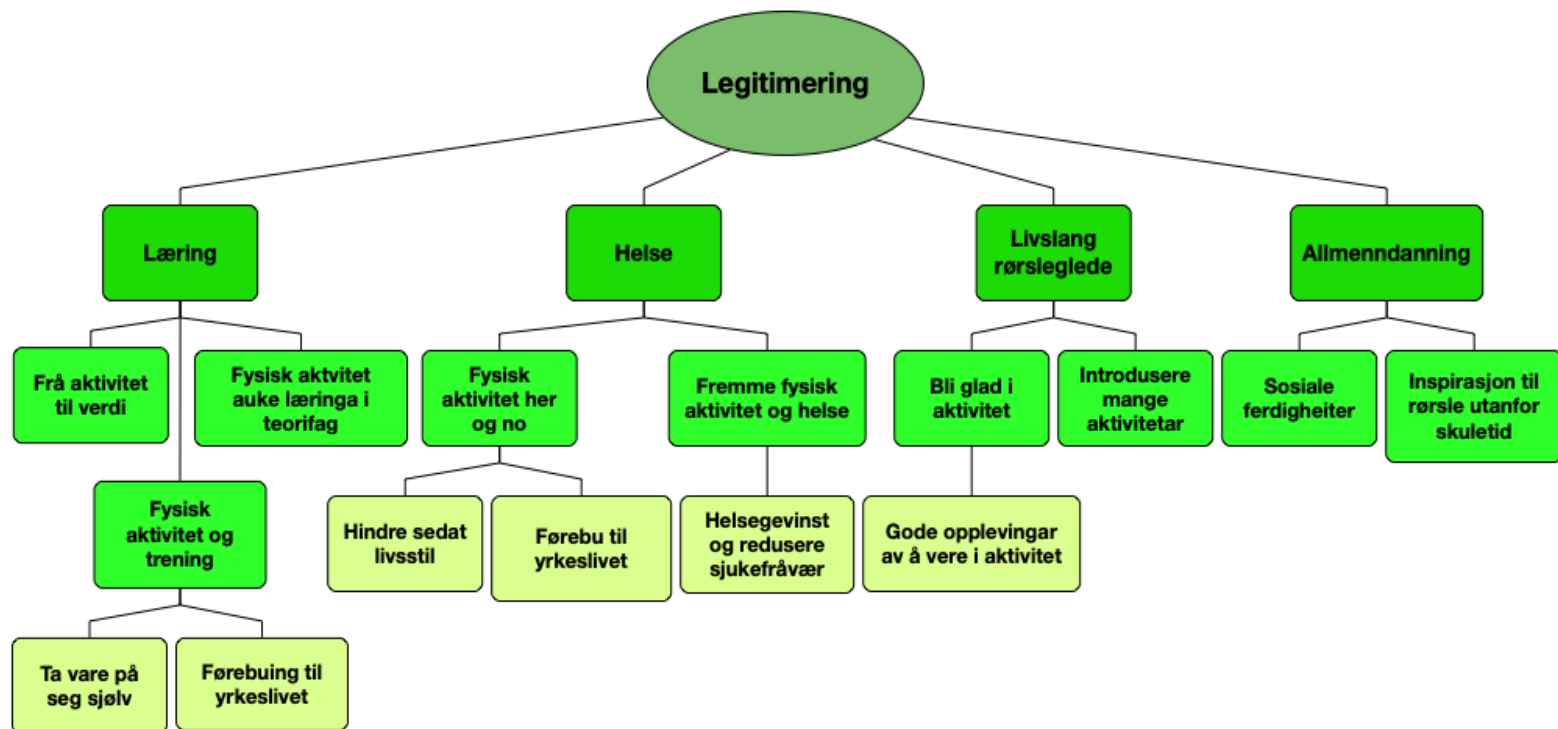 Legitimering
Læring
Helse
Livslang
rørsleglede
Allmenndanning
Frå aktivitet
til verdi
Fysisk aktvitet
auke læringa i
teorifag
Fysisk
aktivitet her
og no
Fremme fysisk
aktivitet og helse
Bli glad i
aktivitet
Introdusere
mange
aktivitetar
Sosiale
ferdigheiter
Inspirasjon til
rørsle utanfor
skuletid
Fysisk
aktivitet og
trening
Hindre sedat
livsstil
Førebu til
yrkeslivet
Helsegevinst
og redusere
sjukefråvær
Gode opplevingar
av å vere i aktivitet
Ta vare på
seg sjølv
Førebuing til
yrkeslivet